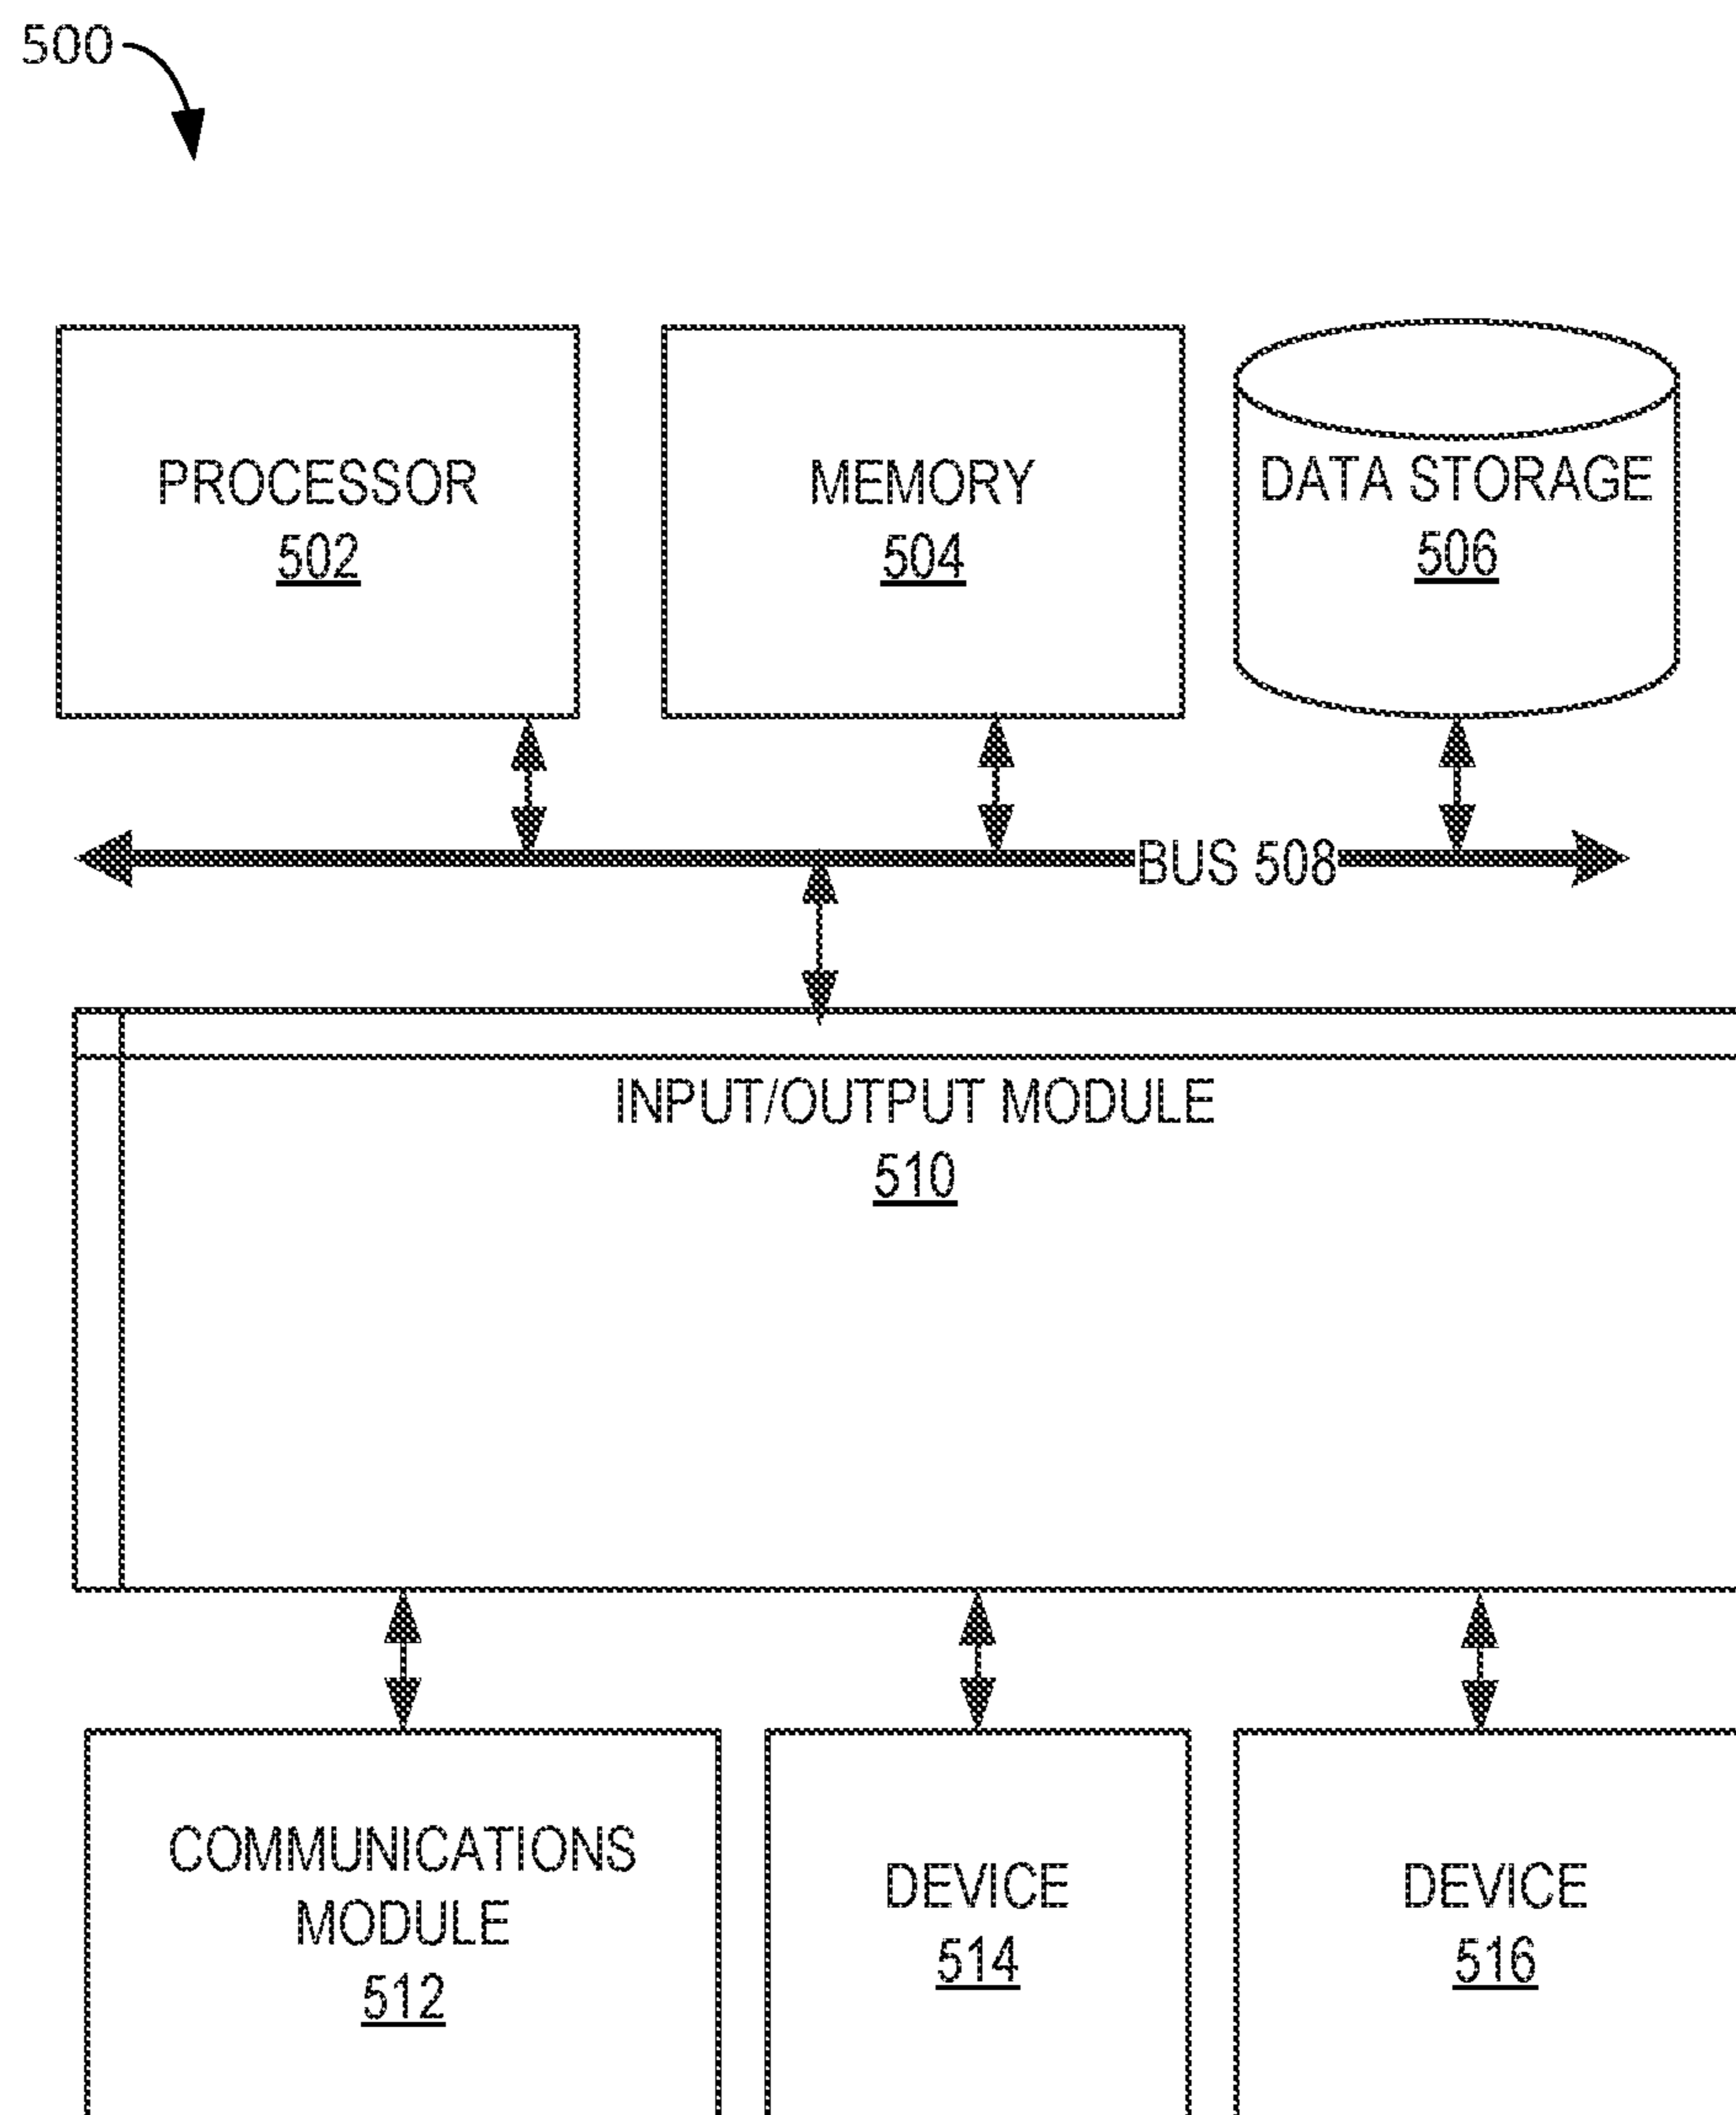 500
PROCESSOR
502
MEMORY
504
DATA STORAGE
506
BUS 508
INPUT/OUTPUT MODULE
510
COMMUNICATIONS
MODULE
512
DEVICE
514
DEVICE
516